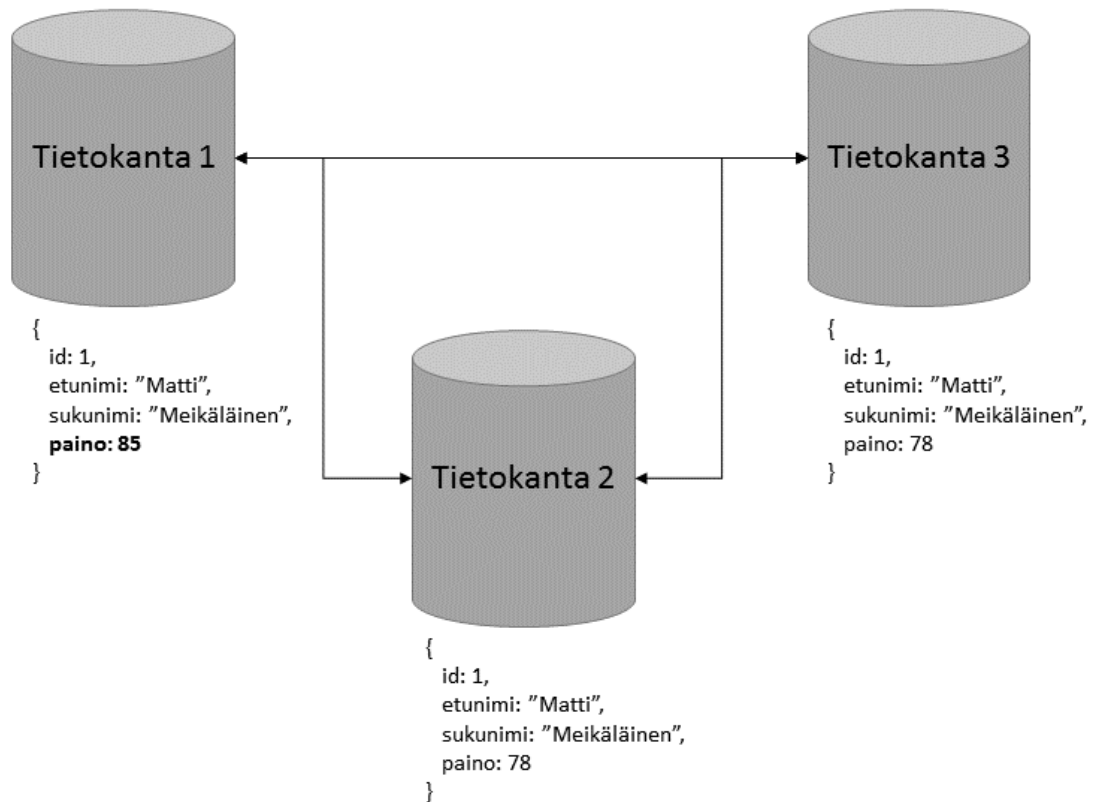 Tietokanta 1
{
id: 1,
etunimi: ”Matti”,
sukunimi: ”Meikäläinen”,
paino: 85
}
Tietokanta 2
{
id: 1,
etunimi: ”Matti”,
sukunimi: ”Meikäläinen”,
paino: 78
}
Tietokanta 3
{
id: 1,
etunimi: ”Matti”,
sukunimi: ”Meikäläinen”,
paino: 78
}